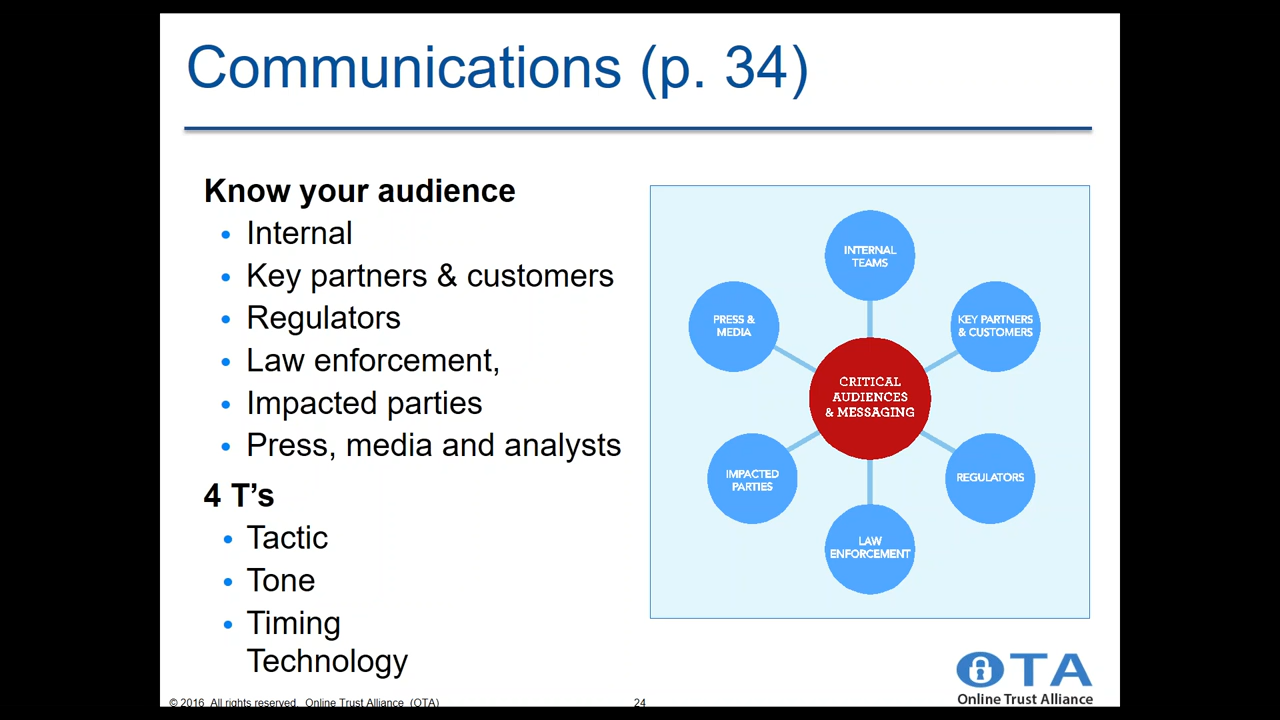 Communications (p. 34)
Know your audience
• Internal
• Key partners & customers
• Regulators
• Law enforcement,
• Impacted parties
• Press, media and analysts
4 T’s
• Tactic
• Tone
• Timing
Technology
INTERNAL
TEAMS
PRESS &
MEDIA
KEY PARTNERS
& CUSTOMERS
CRITICAL
AUDIENCES
& MESSAGING
IMPACTED
PARTIES
REGULATORS
LAW
ENFORCEMENT
OTA
Online Trust Alliance
© 2016 All rights reserved. Online Trust Alliance (OTA)
24